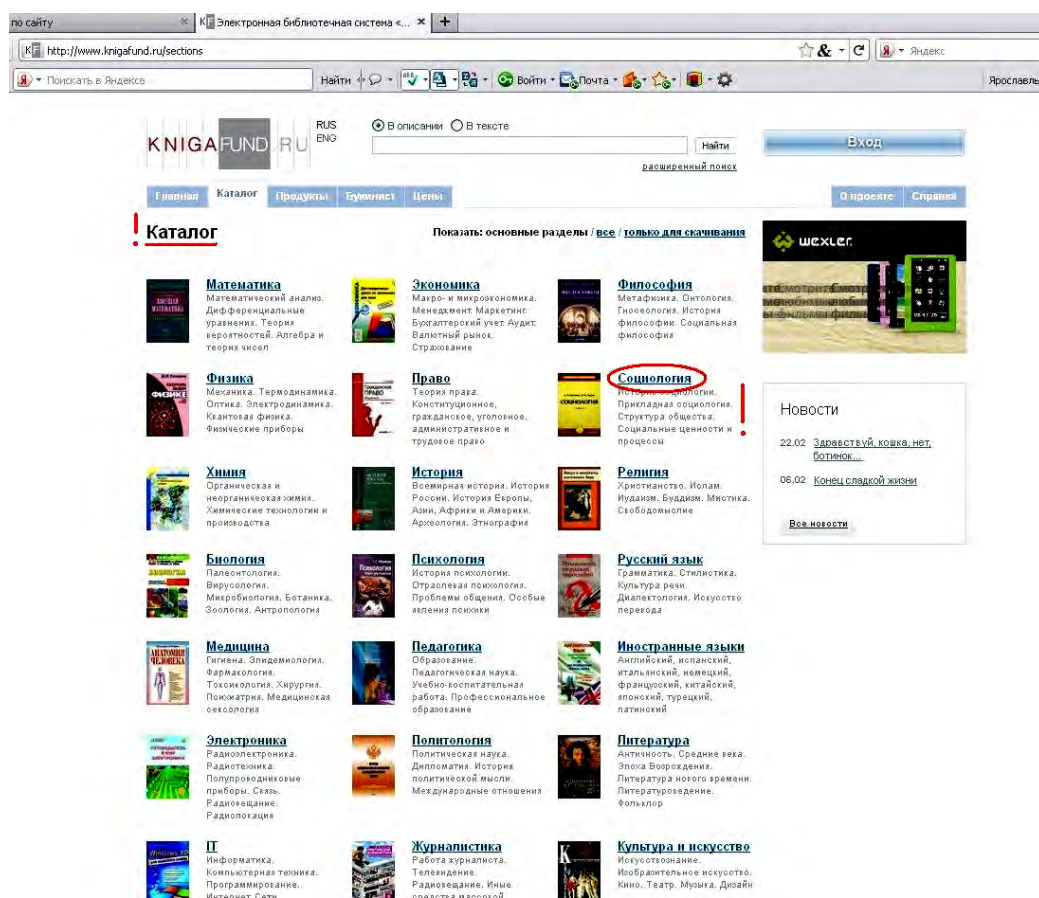 по сайту
Электронная библиотечная система «...
http://www.knigafund.ru/sections
Яндекс
Поискать в Яндексе
Найти
Войти
Почта
Ярославль
KNIGAFUND.RU
RUS
ENG
В описании
В тексте
Найти
расширенный поиск
Вход
Главная
Каталог
Продукты
Букинист
Цены
О проекте
Справка
! Каталог
Показать: основные разделы / все / только для скачивания
wexler
Математика
Математический анализ.
Дифференциальные
уравнения. Теория
вероятностей. Алгебра и
теория чисел
Экономика
Макро- и микроэкономика.
Менеджмент. Маркетинг.
Бухгалтерский учет. Аудит.
Валютный рынок.
Страхование
Философия
Метафизика. Онтология.
Гносеология. История
философии. Социальная
философия
Физика
Механика. Термодинамика.
Оптика. Электродинамика.
Квантовая физика.
Физические приборы
Право
Теория права.
Конституционное,
гражданское, уголовное,
административное и
трудовое право
Социология
История социологии.
Прикладная социология.
Структура общества.
Социальные ценности и
процессы
!
Новости
22.02 Здравствуй, кошка, нет,
ботинок...
06.02 Конец сладкой жизни
Все новости
Химия
Органическая и
неорганическая химия.
Химические технологии и
производства
История
Всемирная история. История
России. История Европы,
Азии, Африки и Америки.
Археология. Этнография
Религия
Христианство. Ислам.
Иудаизм. Буддизм. Мистика.
Свободомыслие
Биология
Палеонтология.
Вирусология.
Микробиология. Ботаника.
Зоология. Антропология
Психология
История психологии.
Отраслевая психология.
Проблемы общения. Особые
явления психики
Русский язык
Грамматика. Стилистика.
Культура речи.
Диалектология. Искусство
перевода
Медицина
Гигиена. Эпидемиология.
Фармакология.
Токсикология. Хирургия.
Психиатрия. Медицинская
сексология
Педагогика
Образование.
Педагогическая наука.
Учебно-воспитательная
работа. Профессиональное
образование
Иностранные языки
Английский, испанский,
итальянский, немецкий,
французский, китайский,
японский, турецкий,
латинский
Электроника
Радиоэлектроника.
Радиотехника.
Полупроводниковые
приборы. Связь.
Радиовещание.
Радиолокация
Политология
Политическая наука.
Дипломатия. История
политической мысли.
Международные отношения
Литература
Античность. Средние века.
Эпоха Возрождения.
Литература нового времени.
Литературоведение.
Фольклор
IT
Информатика.
Компьютерная техника.
Программирование.
Интернет. Сети
Журналистика
Работа журналиста.
Телевидение.
Радиовещание. Иные
средства массовой
Культура и искусство
Искусствознание.
Изобразительное искусство.
Кино. Театр. Музыка. Дизайн